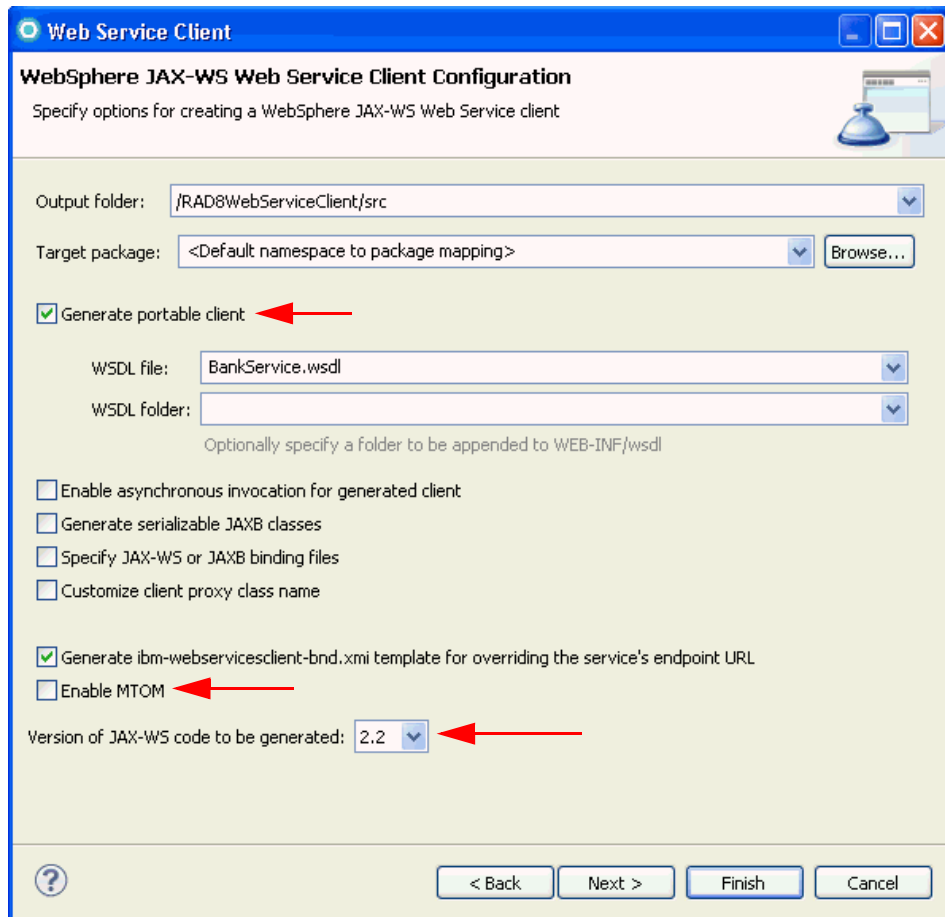 Web Service Client
WebSphere JAX-WS Web Service Client Configuration
Specify options for creating a WebSphere JAX-WS Web Service client
Output folder: /RAD8WebServiceClient/src
Target package: <Default namespace to package mapping> Browse...
Generate portable client
WSDL file: BankService.wsdl
WSDL folder:
Optionally specify a folder to be appended to WEB-INF/wsdl
Enable asynchronous invocation for generated client
Generate serializable JAXB classes
Specify JAX-WS or JAXB binding files
Customize client proxy class name
Generate ibm-webservicesclient-bnd.xmi template for overriding the service's endpoint URL
Enable MTOM
Version of JAX-WS code to be generated: 2.2
? < Back Next > Finish Cancel